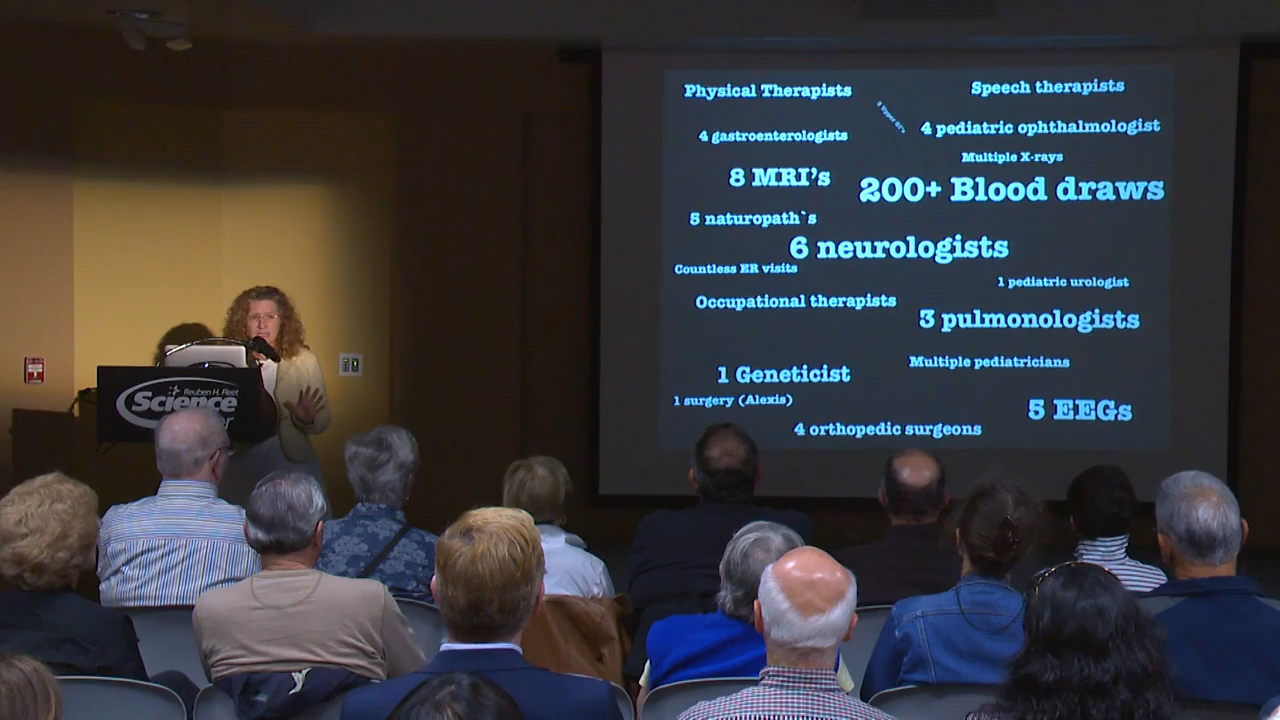 Physical Therapists
Speech therapists
4 gastroenterologists
4 pediatric ophthalmologist
Multiple X-rays
8 MRI's
200+ Blood draws
5 naturopath`s
6 neurologists
Countless ER visits
1 pediatric urologist
Occupational therapists
3 pulmonologists
Multiple pediatricians
1 Geneticist
1 surgery (Alexis)
5 EEGs
4 orthopedic surgeons
Reuben H. Fleet
Science